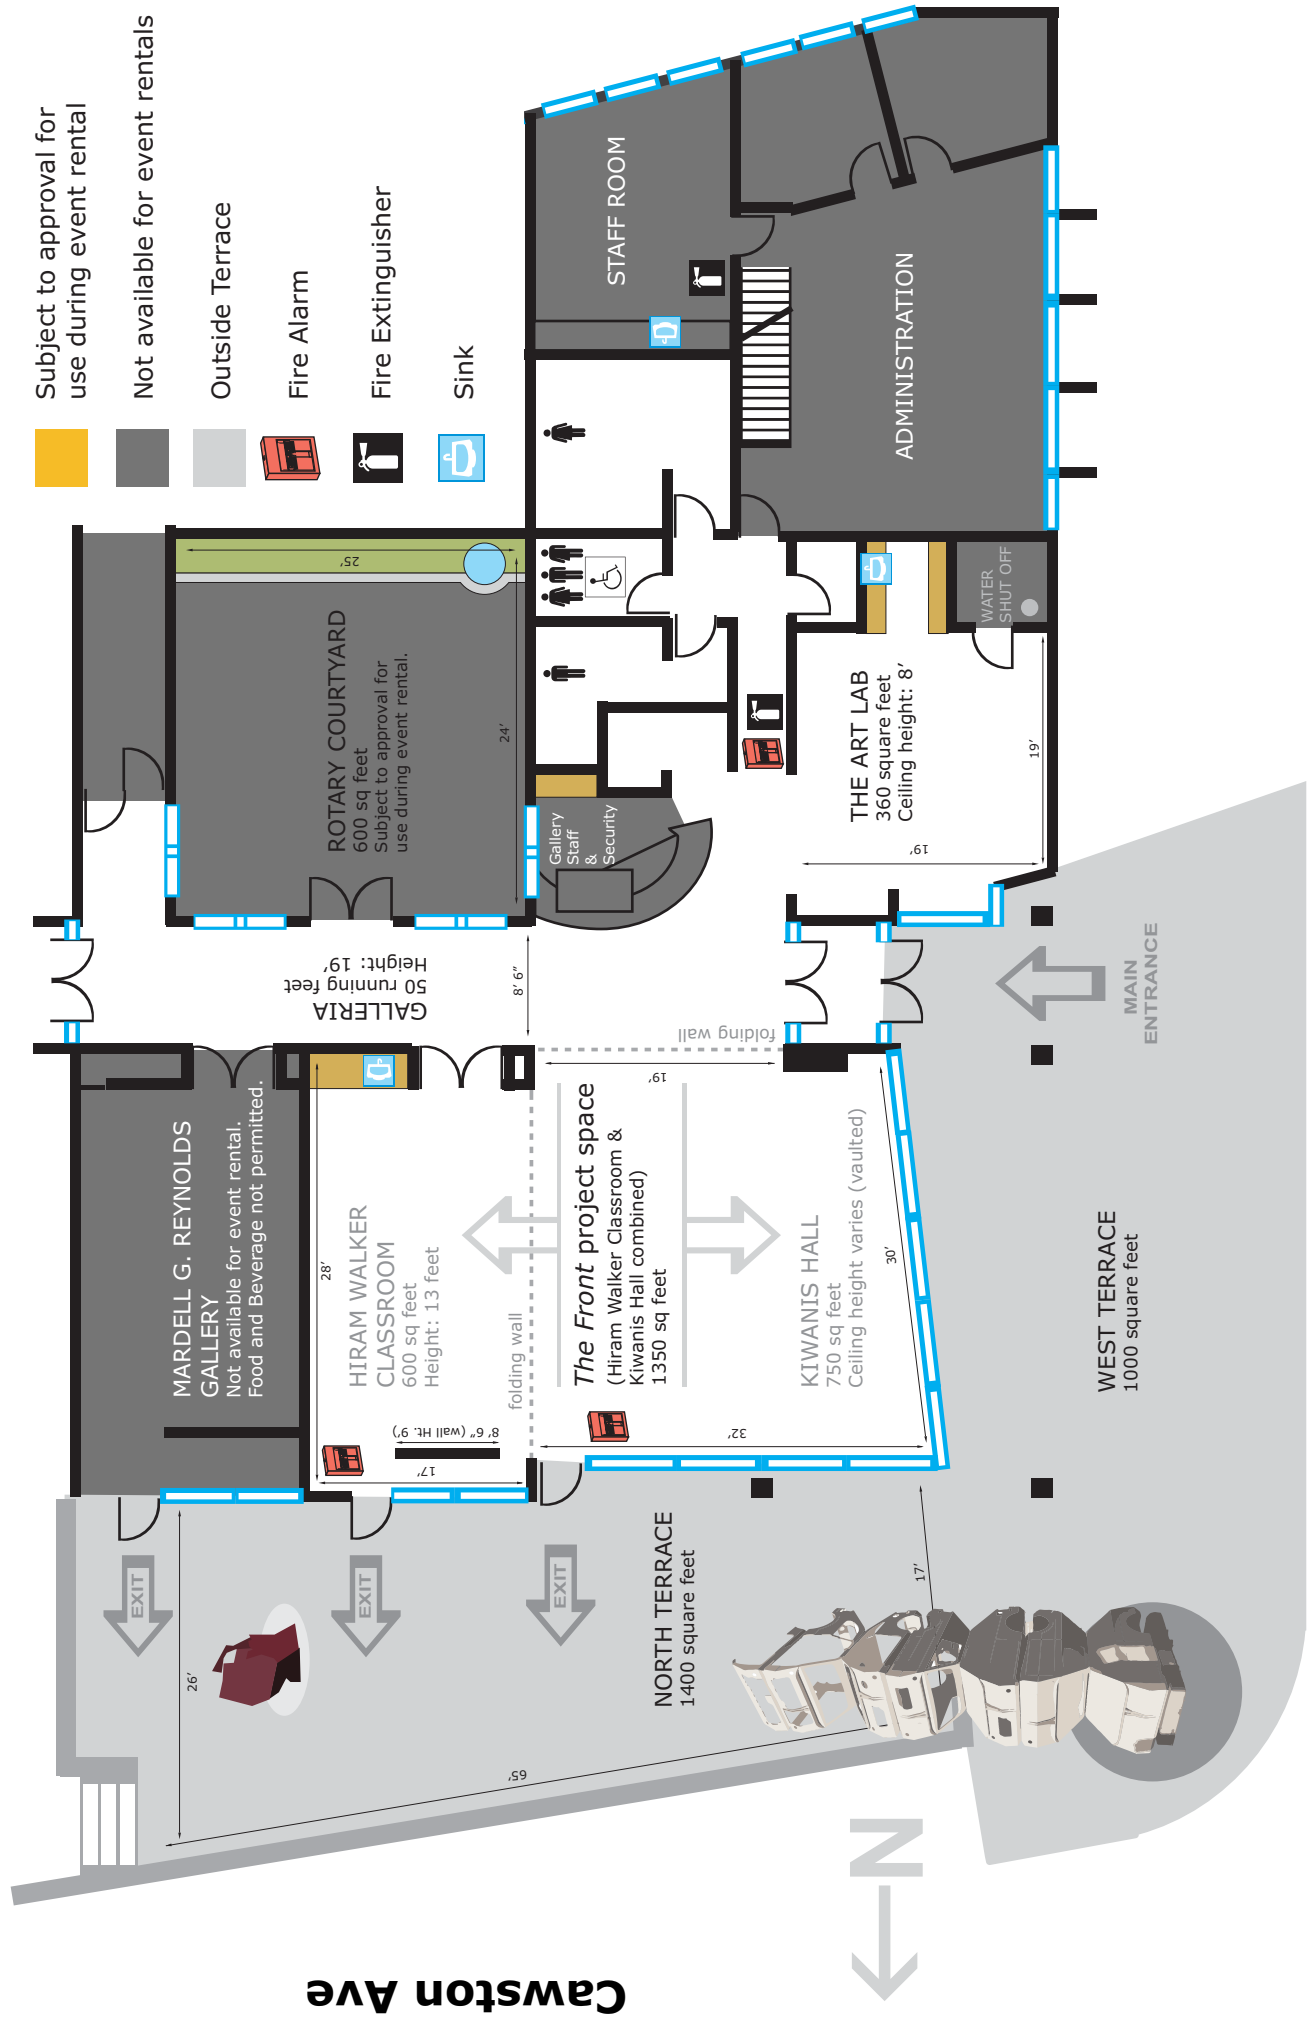 Subject to approval for
use during event rental
Not available for event rentals
Outside Terrace
Fire Alarm
Fire Extinguisher
Sink
MARDELL G. REYNOLDS
GALLERY
Not available for event rental.
Food and Beverage not permitted.
HIRAM WALKER
CLASSROOM
600 sq feet
Height: 13 feet
28’
17’
8’ 6” (wall Ht. 9’)
folding wall
The Front project space
(Hiram Walker Classroom &
Kiwanis Hall combined)
1350 sq feet
19’
32’
folding wall
KIWANIS HALL
750 sq feet
Ceiling height varies (vaulted)
30’
GALLERIA
50 running feet
Height: 19’
8’ 6”
ROTARY COURTYARD
600 sq feet
Subject to approval for
use during event rental.
25’
24’
Gallery
Staff
&
Security
STAFF ROOM
ADMINISTRATION
THE ART LAB
360 square feet
Ceiling height: 8’
19’
19’
WATER
SHUT OFF
MAIN
ENTRANCE
WEST TERRACE
1000 square feet
NORTH TERRACE
1400 square feet
EXIT
EXIT
EXIT
26’
65’
17’
N
Cawston Ave